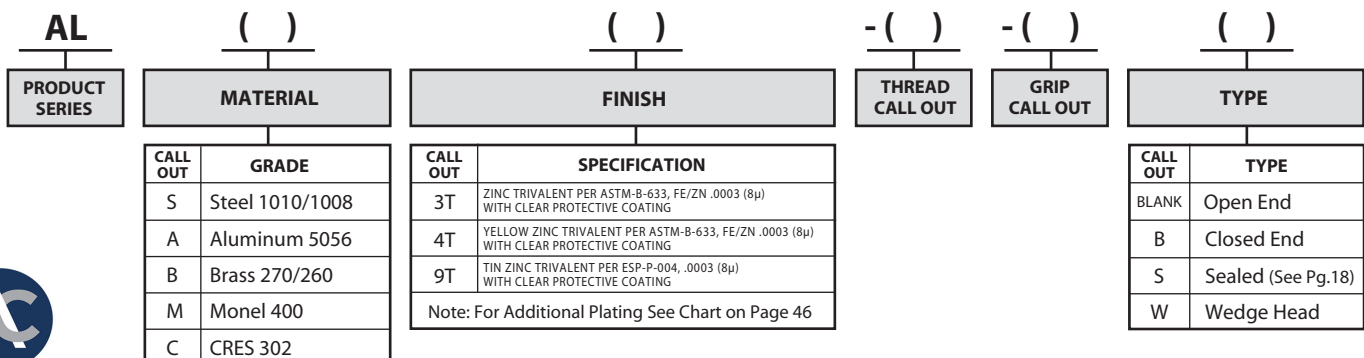 AL ( ) ( ) - ( ) - ( ) ( )
PRODUCT SERIES
MATERIAL
FINISH
THREAD CALL OUT
GRIP CALL OUT
TYPE
CALL OUT GRADE
S Steel 1010/1008
A Aluminum 5056
B Brass 270/260
M Monel 400
C CRES 302
CALL OUT SPECIFICATION
3T ZINC TRIVALENT PER ASTM-B-633, FE/ZN .0003 (8µ)
WITH CLEAR PROTECTIVE COATING
4T YELLOW ZINC TRIVALENT PER ASTM-B-633, FE/ZN .0003 (8µ)
WITH CLEAR PROTECTIVE COATING
9T TIN ZINC TRIVALENT PER ESP-P-004, .0003 (8µ)
WITH CLEAR PROTECTIVE COATING
Note: For Additional Plating See Chart on Page 46
CALL OUT TYPE
BLANK Open End
B Closed End
S Sealed (See Pg.18)
W Wedge Head